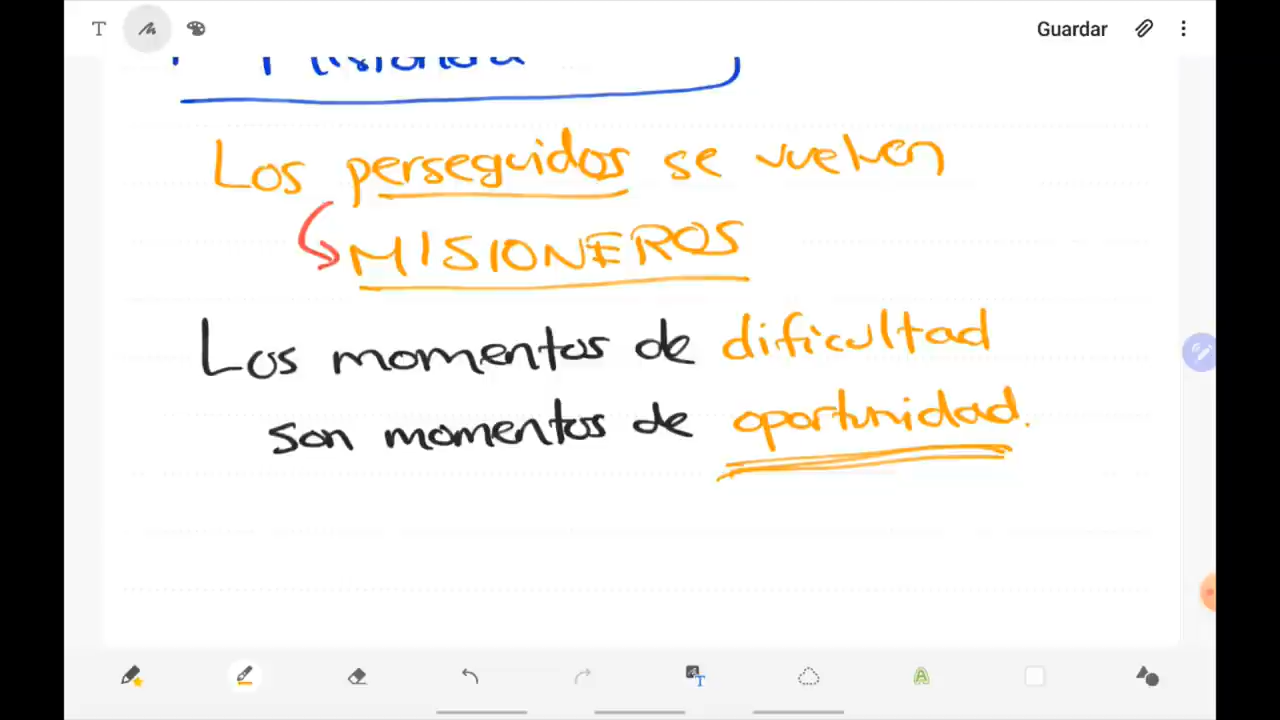 T
Guardar
Los perseguidos se vuelven
MISIONEROS
Los momentos de dificultad
son momentos de oportunidad.